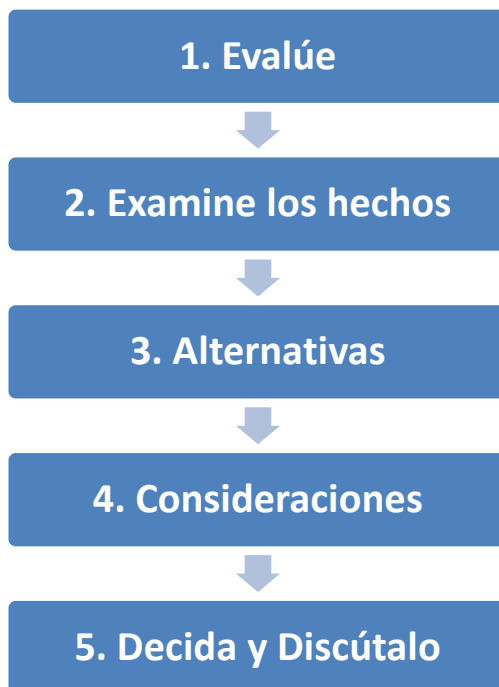 1. Evalúe
2. Examine los hechos
3. Alternativas
4. Consideraciones
5. Decida y Discútalo